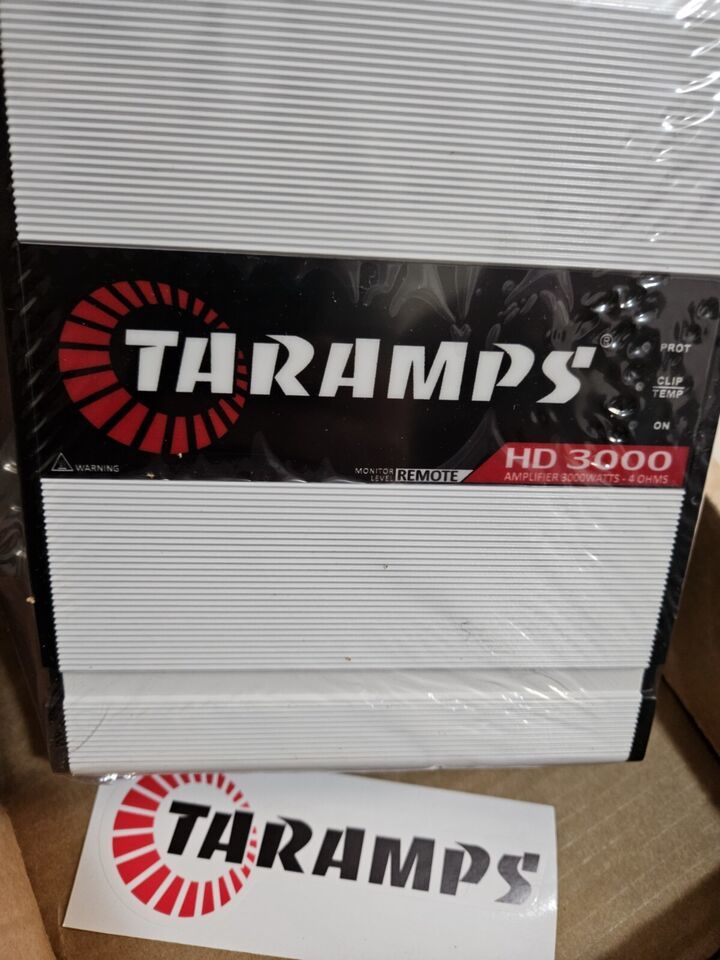 TARAMPS®
PROT
CLIP
TEMP
ON
WARNING
MONITOR
LEVEL REMOTE
HD 3000
AMPLIFIER 3000WATTS - 4 OHMS
TARAMPS